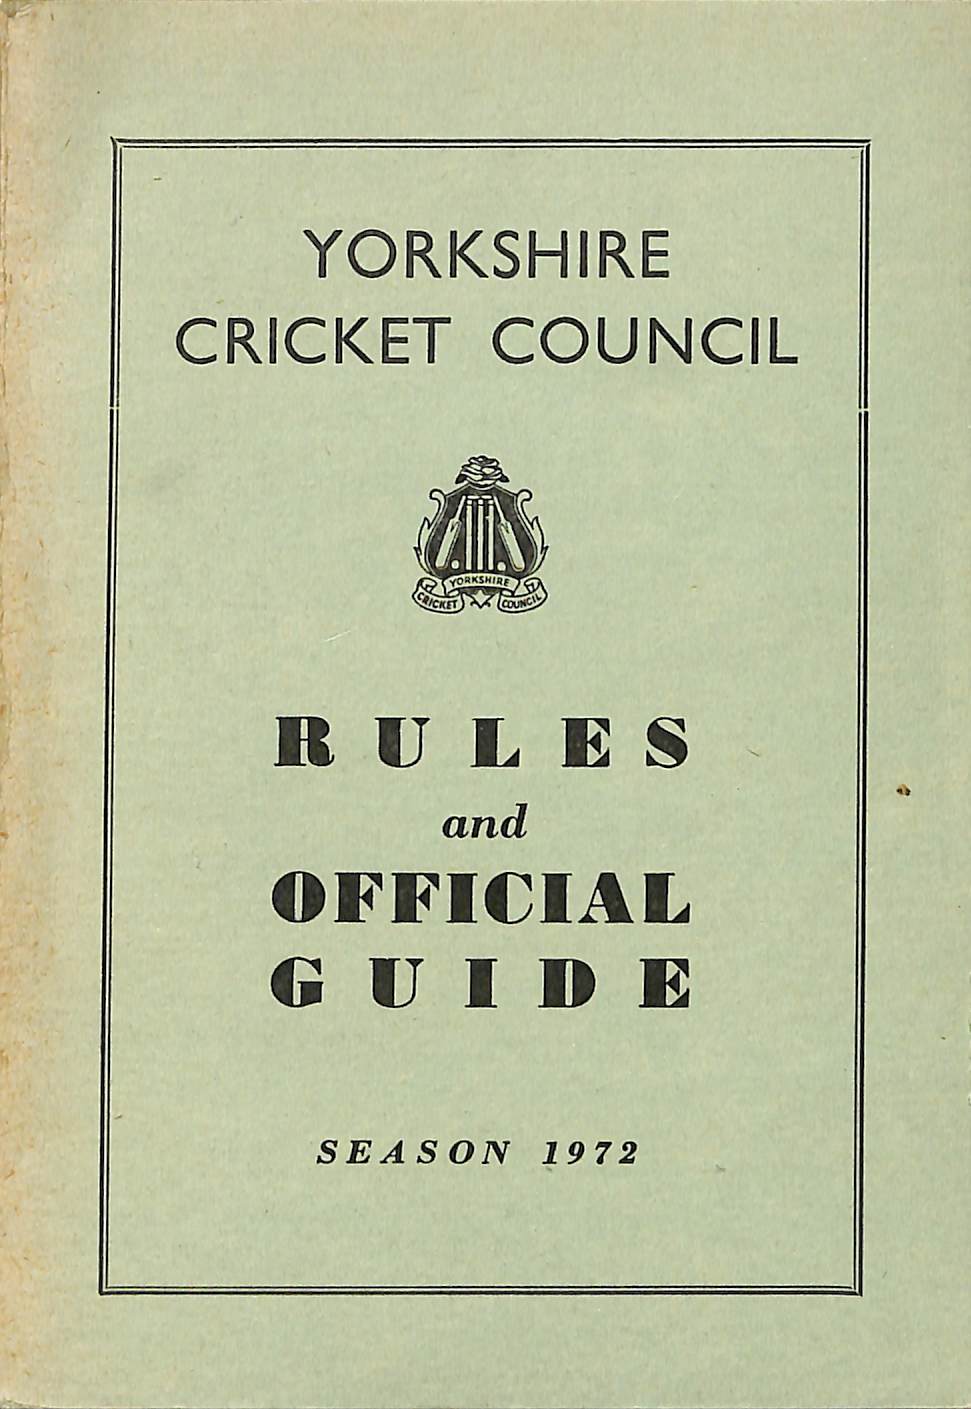 YORKSHIRE
CRICKET COUNCIL
YORKSHIRE
CRICKET COUNCIL
RULES
and
OFFICIAL
GUIDE
SEASON 1972